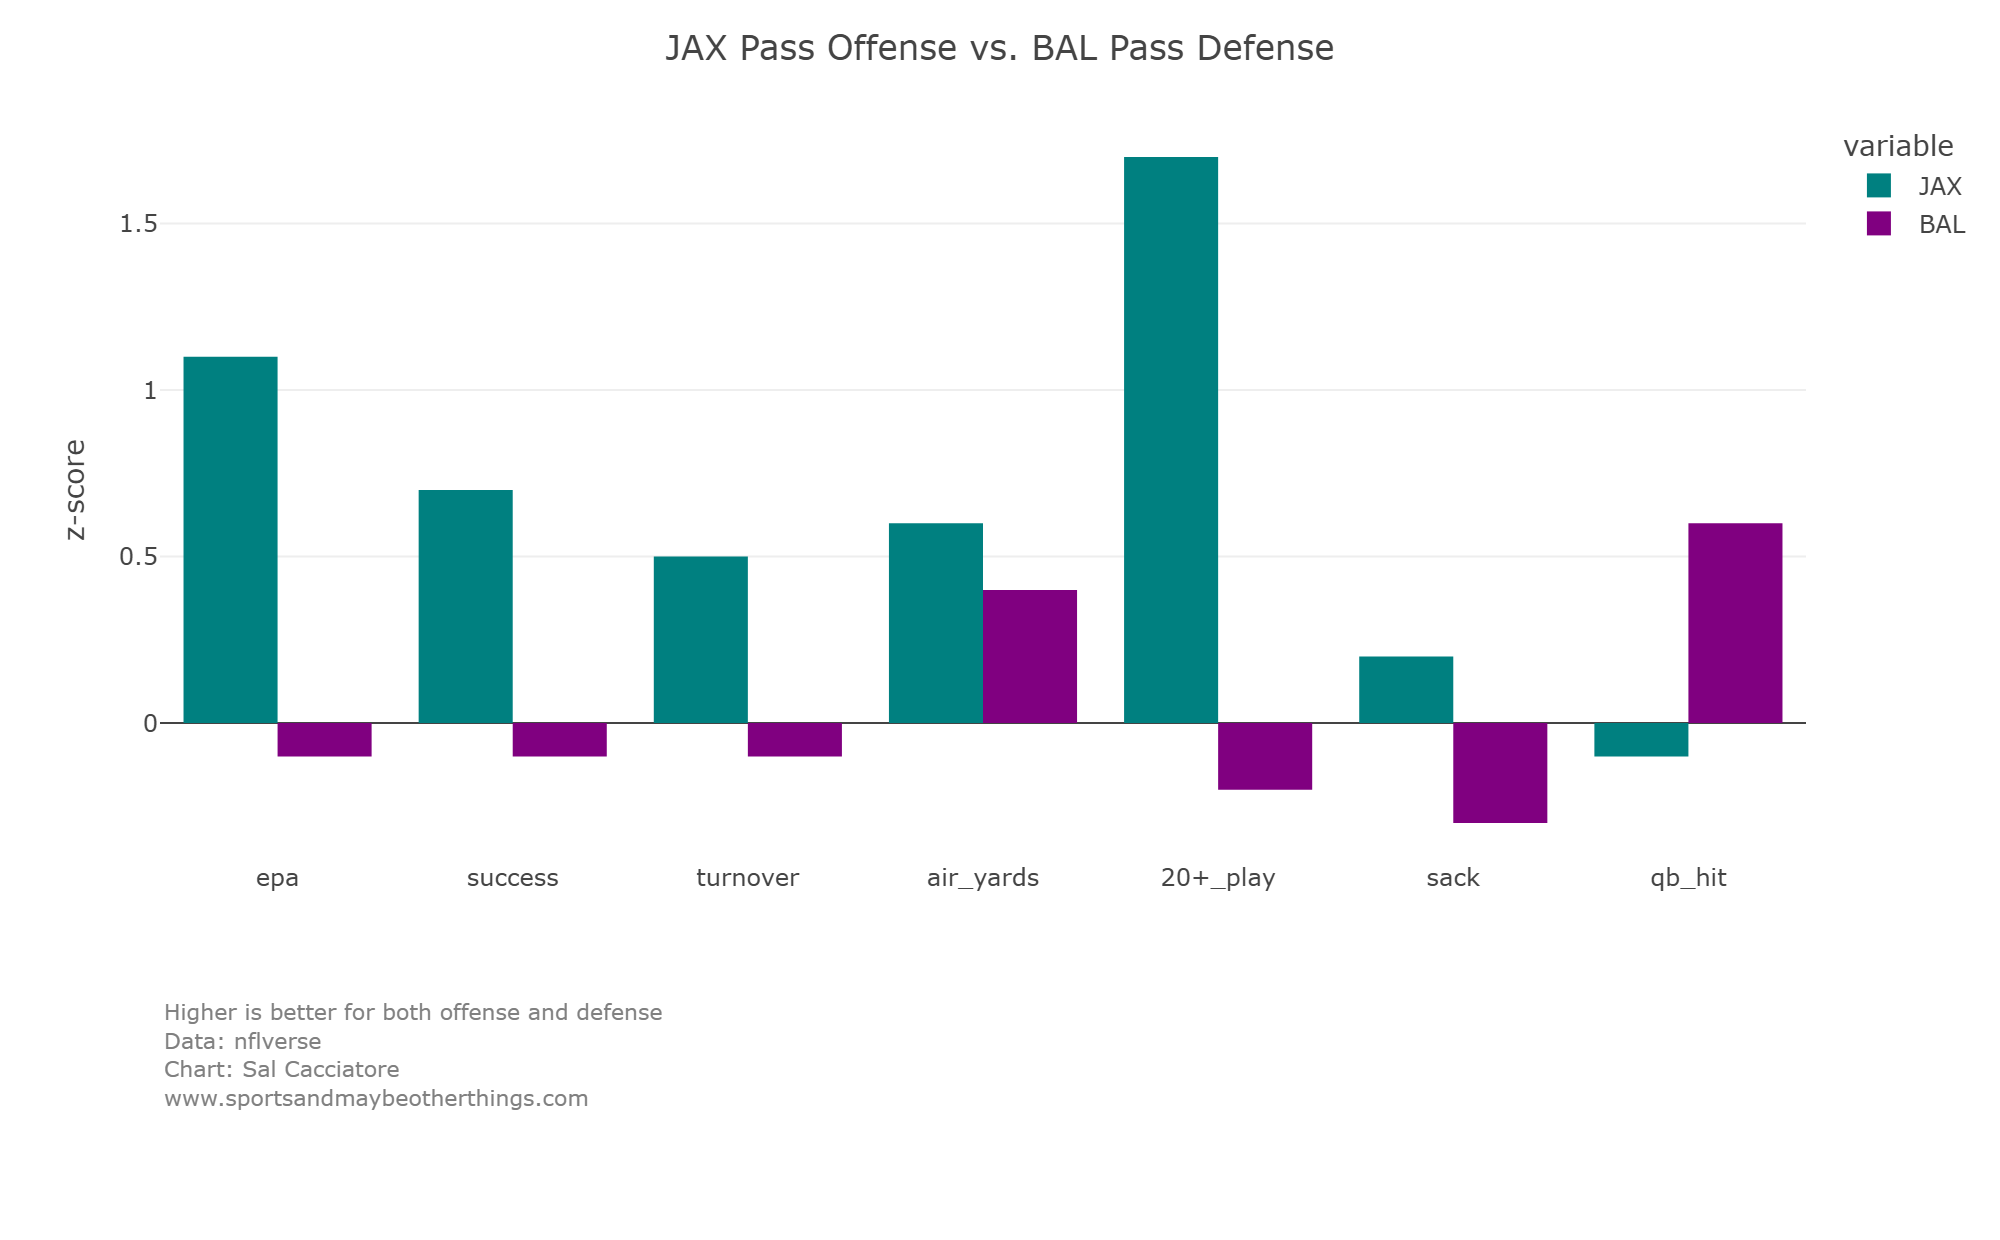 JAX Pass Offense vs. BAL Pass Defense
variable
JAX
BAL
z-score
1.5
1
0.5
0
epa
success
turnover
air_yards
20+_play
sack
qb_hit
Higher is better for both offense and defense
Data: nflverse
Chart: Sal Cacciatore
www.sportsandmaybeotherthings.com